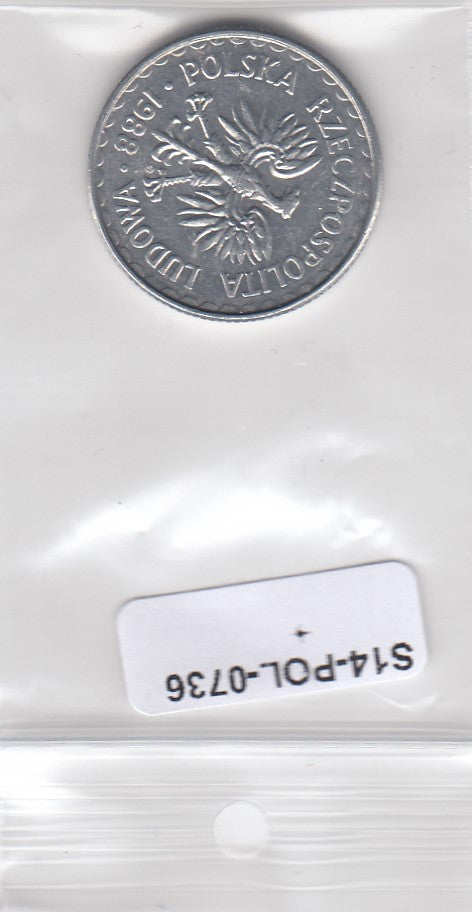 POLSKA RZECZPOSPOLITA LUDOWA · 1988 ·
S14-POL-0736